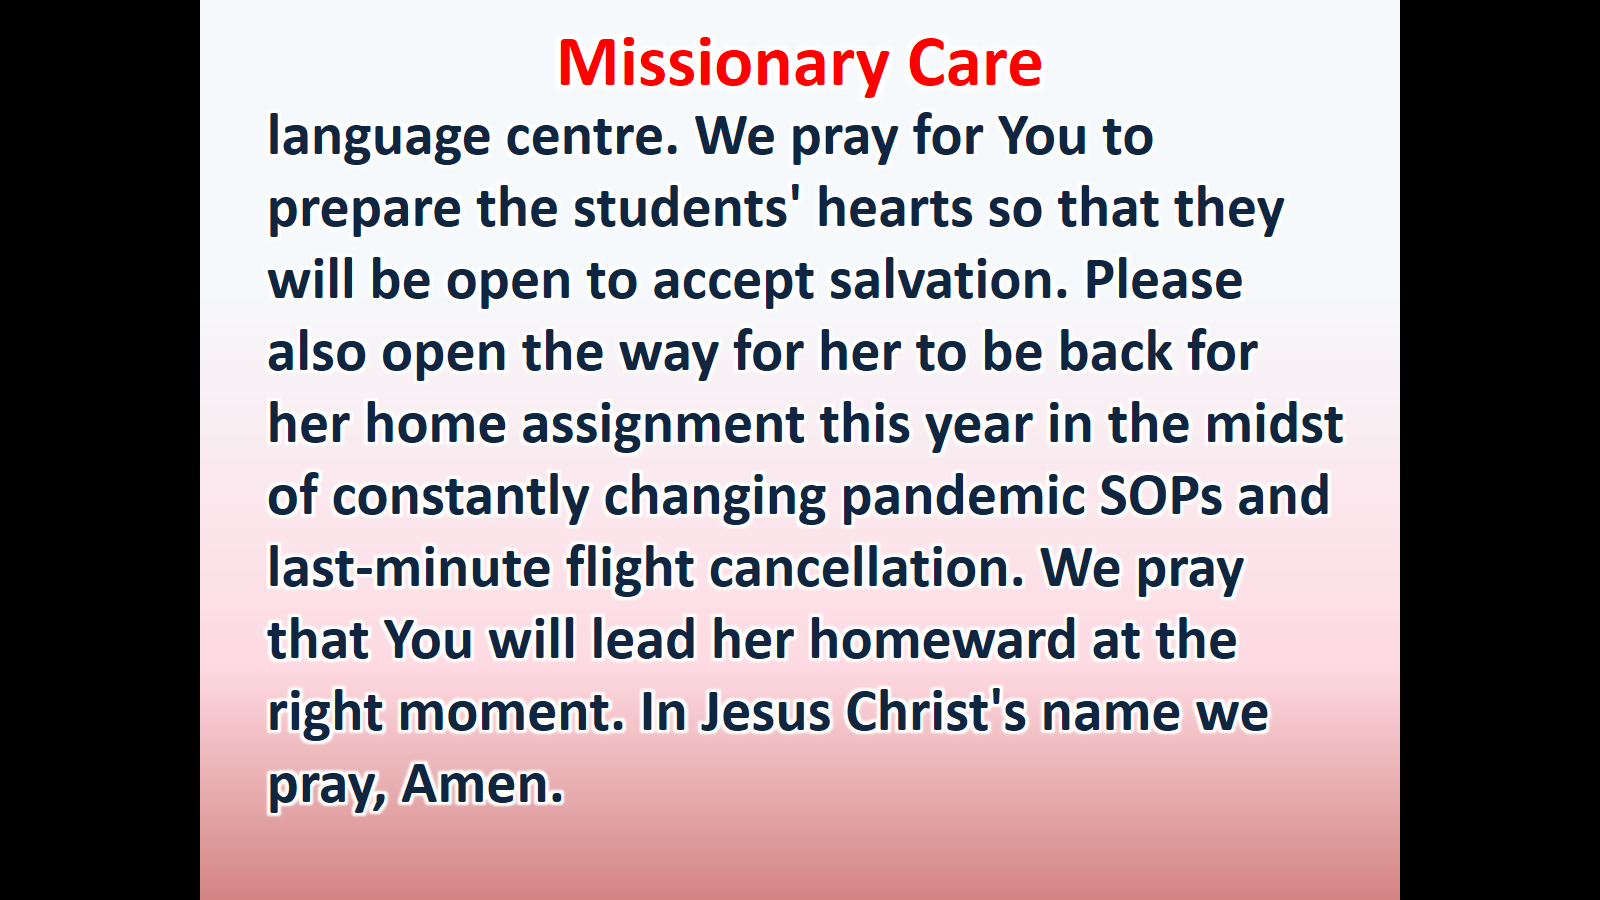 Missionary Care
language centre. We pray for You to
prepare the students' hearts so that they
will be open to accept salvation. Please
also open the way for her to be back for
her home assignment this year in the midst
of constantly changing pandemic SOPs and
last-minute flight cancellation. We pray
that You will lead her homeward at the
right moment. In Jesus Christ's name we
pray, Amen.